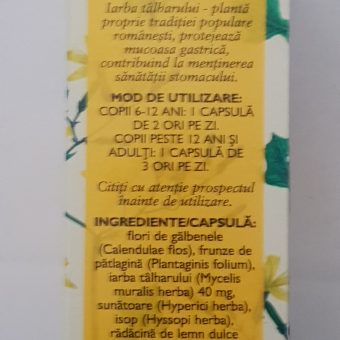 Iarba tâlharului - plantă
proprie tradiției populare
românești, protejează
mucoasa gastrică,
contribuind la menținerea
sănătății stomacului.
MOD DE UTILIZARE:
COPII 6-12 ANI: 1 CAPSULĂ
DE 2 ORI PE ZI.
COPII PESTE 12 ANI ȘI
ADULȚI: 1 CAPSULĂ DE
3 ORI PE ZI.
Citiți cu atenție prospectul
înainte de utilizare.
INGREDIENTE/CAPSULĂ:
flori de gălbenele
(Calendulae flos), frunze de
pătlagină (Plantaginis folium),
iarba tâlharului (Mycelis
muralis herba) 40 mg,
sunătoare (Hyperici herba),
isop (Hyssopi herba),
rădăcină de lemn dulce